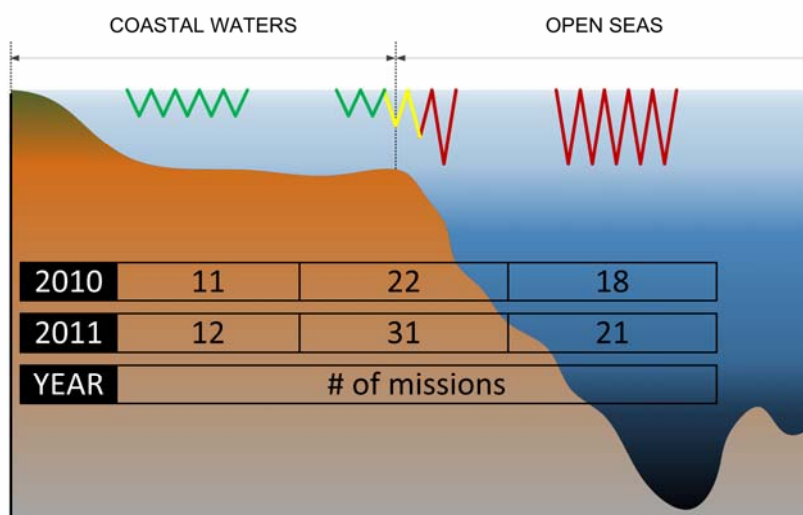 COASTAL WATERS OPEN SEAS
2010 11 22 18
2011 12 31 21
YEAR # of missions